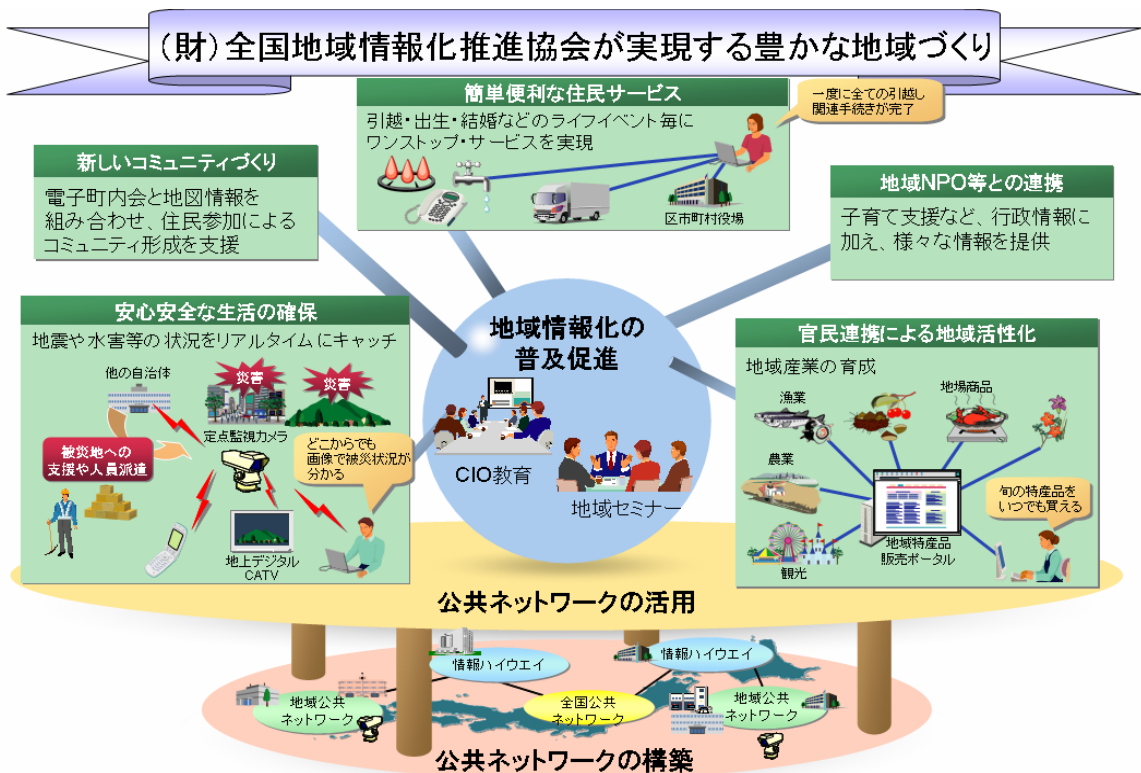 (財)全国地域情報化推進協会が実現する豊かな地域づくり
簡単便利な住民サービス
引越・出生・結婚などのライフイベント毎に
ワンストップ・サービスを実現
一度に全ての引越し
関連手続きが完了
区市町村役場
新しいコミュニティづくり
電子町内会と地図情報を
組み合わせ、住民参加による
コミュニティ形成を支援
地域NPO等との連携
子育て支援など、行政情報に
加え、様々な情報を提供
安心安全な生活の確保
地震や水害等の状況をリアルタイムにキャッチ
他の自治体
災害
災害
定点監視カメラ
被災地への
支援や人員派遣
どこからでも
画像で被災状況が
分かる
地上デジタル
CATV
地域情報化の
普及促進
CIO教育
地域セミナー
官民連携による地域活性化
地域産業の育成
漁業
地場商品
農業
観光
地域特産品
販売ポータル
旬の特産品を
いつでも買える
公共ネットワークの活用
情報ハイウエイ
情報ハイウエイ
地域公共
ネットワーク
全国公共
ネットワーク
地域公共
ネットワーク
公共ネットワークの構築